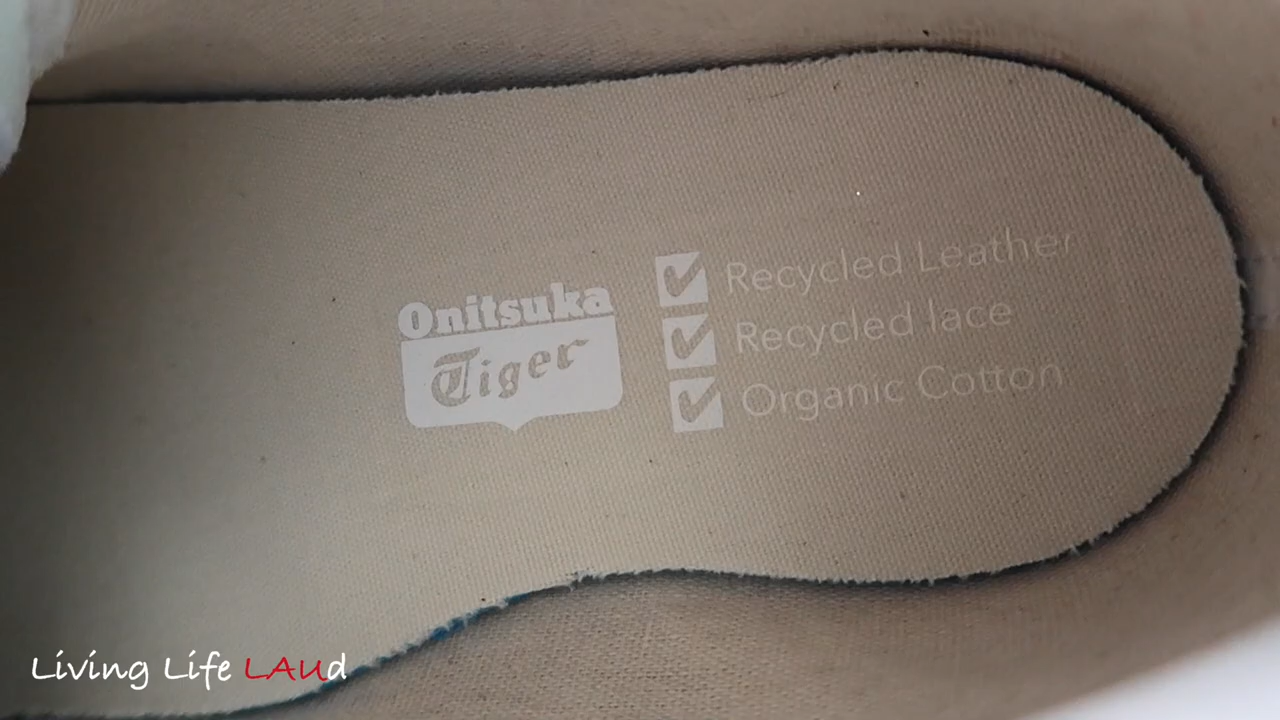 Onitsuka
Tiger
Recycled Leather
Recycled lace
Organic Cotton
Living Life LAUd